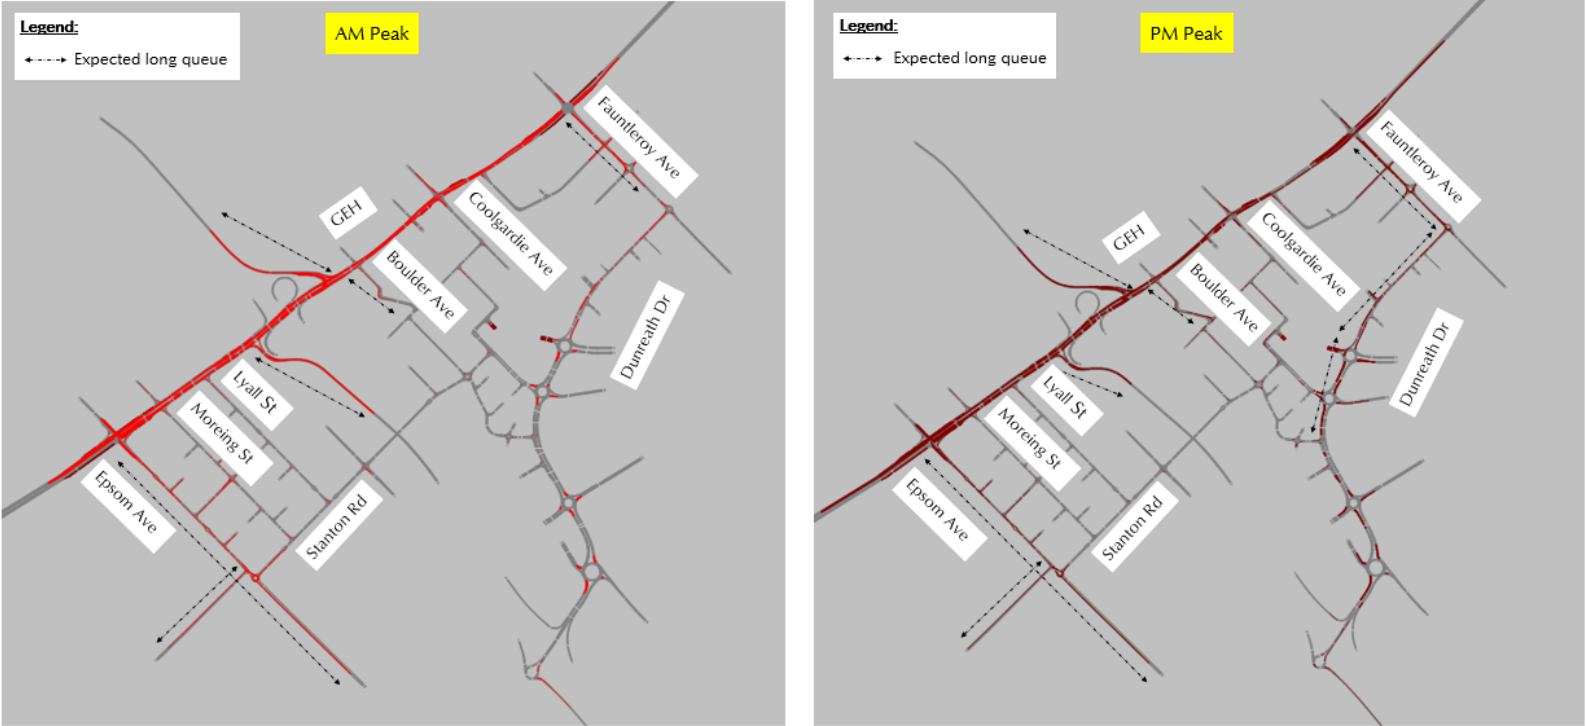 Legend:
Expected long queue
AM Peak
Fauntleroy Ave
GEH
Coolgardie Ave
Boulder Ave
Dunreath Dr
Lyall St
Moreing St
Epsom Ave
Stanton Rd
Legend:
Expected long queue
PM Peak
Fauntleroy Ave
GEH
Coolgardie Ave
Boulder Ave
Dunreath Dr
Lyall St
Moreing St
Epsom Ave
Stanton Rd